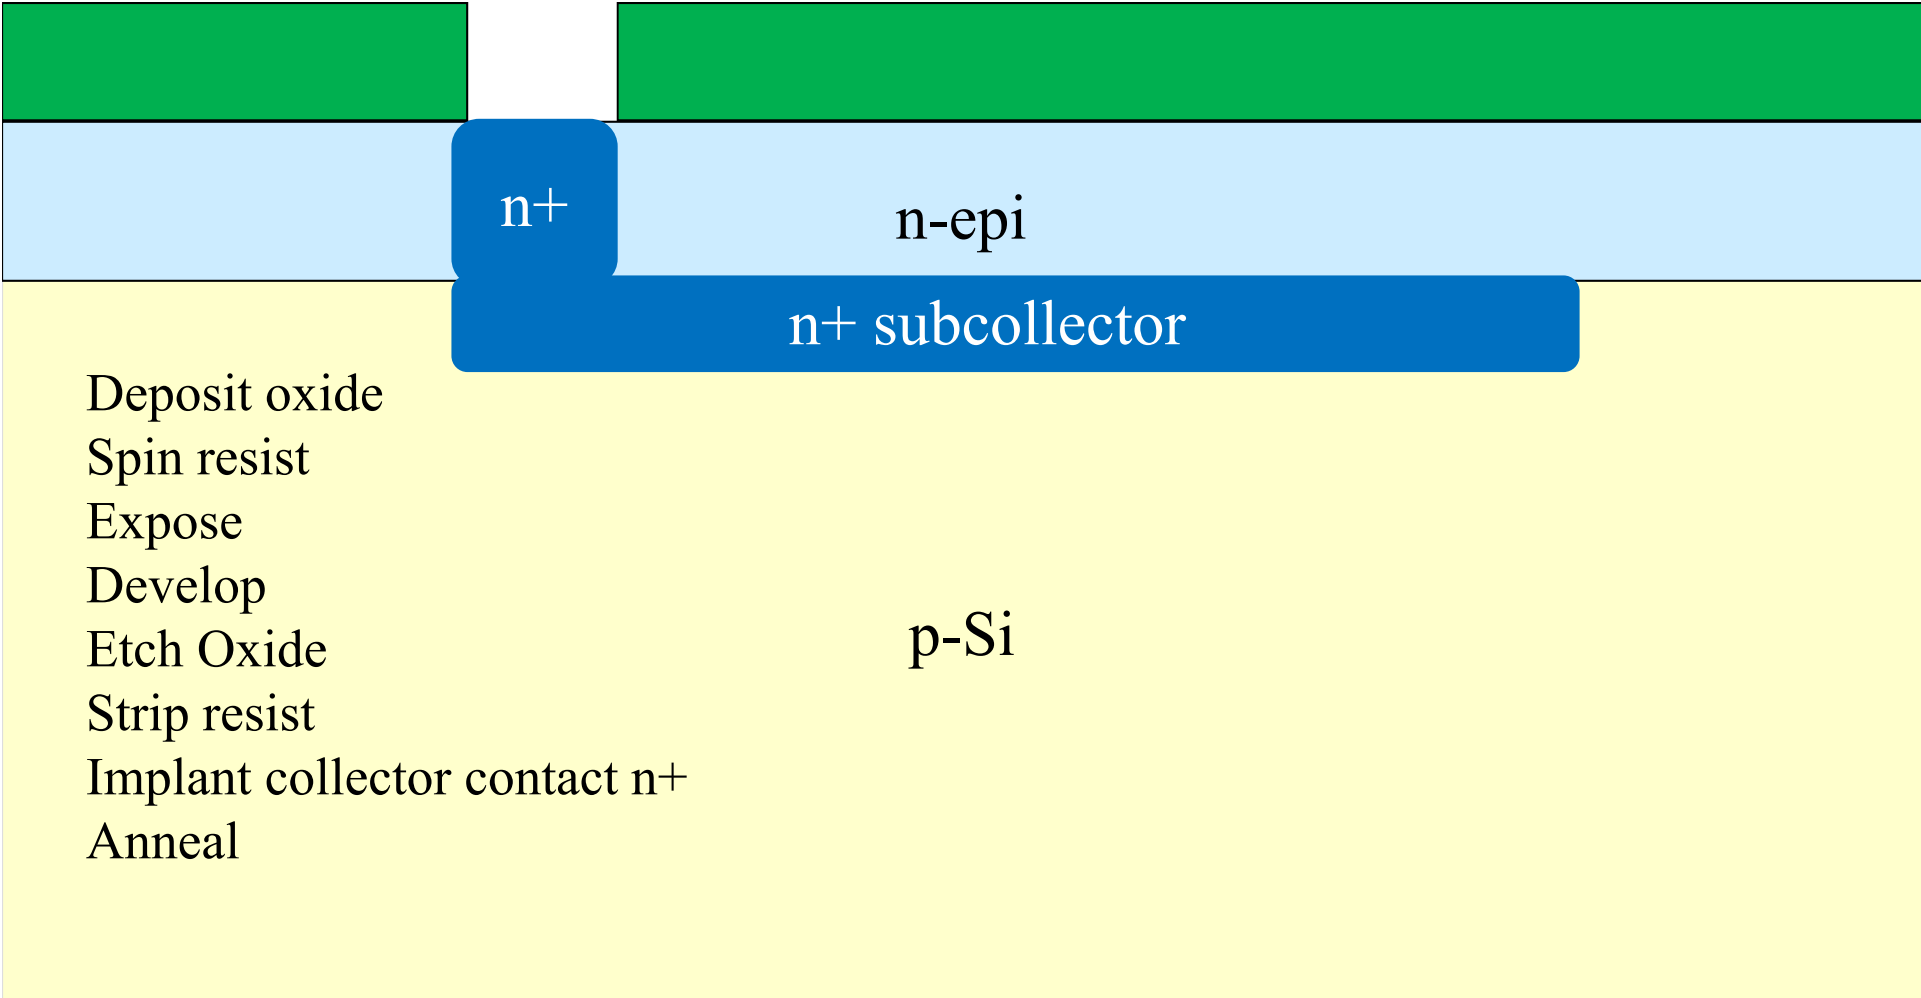 n+
n-epi
n+ subcollector
Deposit oxide
Spin resist
Expose
Develop
Etch Oxide
Strip resist
Implant collector contact n+
Anneal
p-Si